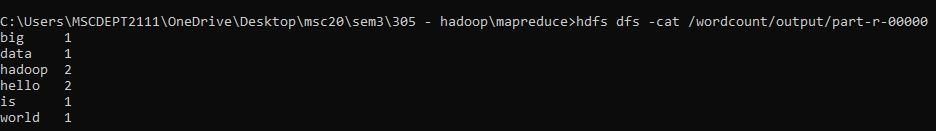 C:\Users\MSCDEPT2111\OneDrive\Desktop\msc20\sem3\305 - hadoop\mapreduce>hdfs dfs -cat /wordcount/output/part-r-00000
big     1
data    1
hadoop  2
hello   2
is      1
world   1